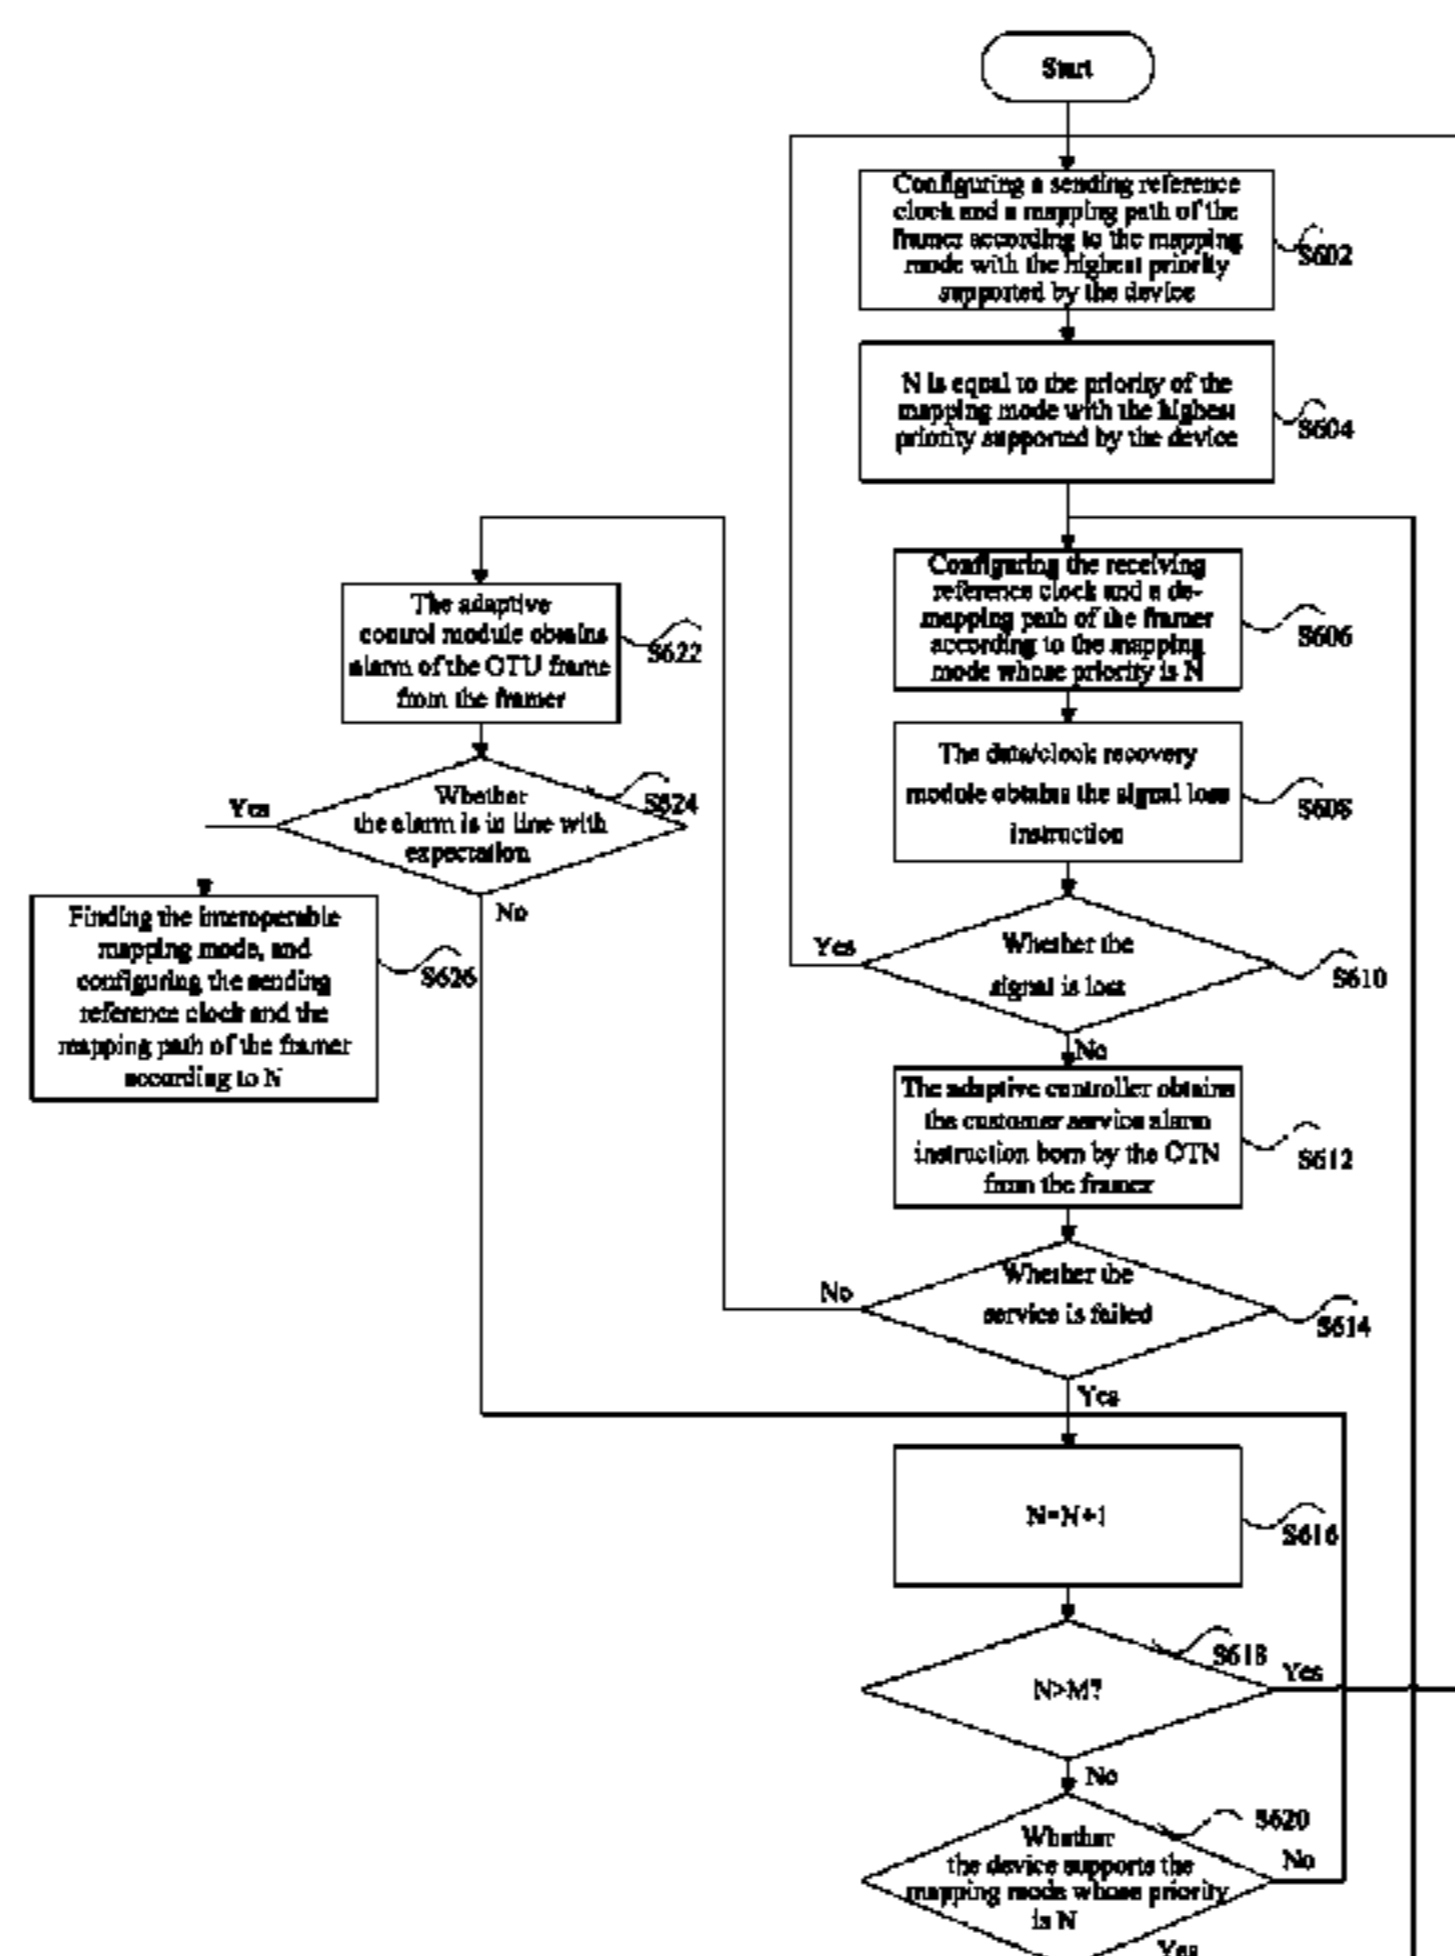 Start
Configuring a sending reference
clock and a mapping path of the
framer according to the mapping
mode with the highest priority
supported by the device
S602
N is equal to the priority of the
mapping mode with the highest
priority supported by the device
S604
Configuring the receiving
reference clock and a de-
mapping path of the framer
according to the mapping
mode whose priority is N
S606
The data/clock recovery
module obtains the signal loss
instruction
S608
Whether the
signal is lost
S610
Yes
No
The adaptive controller obtains
the customer service alarm
instruction born by the OTN
from the framer
S612
Whether the
service is failed
S614
No
Yes
The adaptive
control module obtains
alarm of the OTU frame
from the framer
S622
Whether
the alarm is in line with
expectation
S624
Yes
No
Finding the interoperable
mapping mode, and
configuring the sending
reference clock and the
mapping path of the framer
according to N
S626
N=N+1
S616
N>M?
S618
Yes
No
Whether
the device supports the
mapping mode whose priority
is N
S620
No
Yes